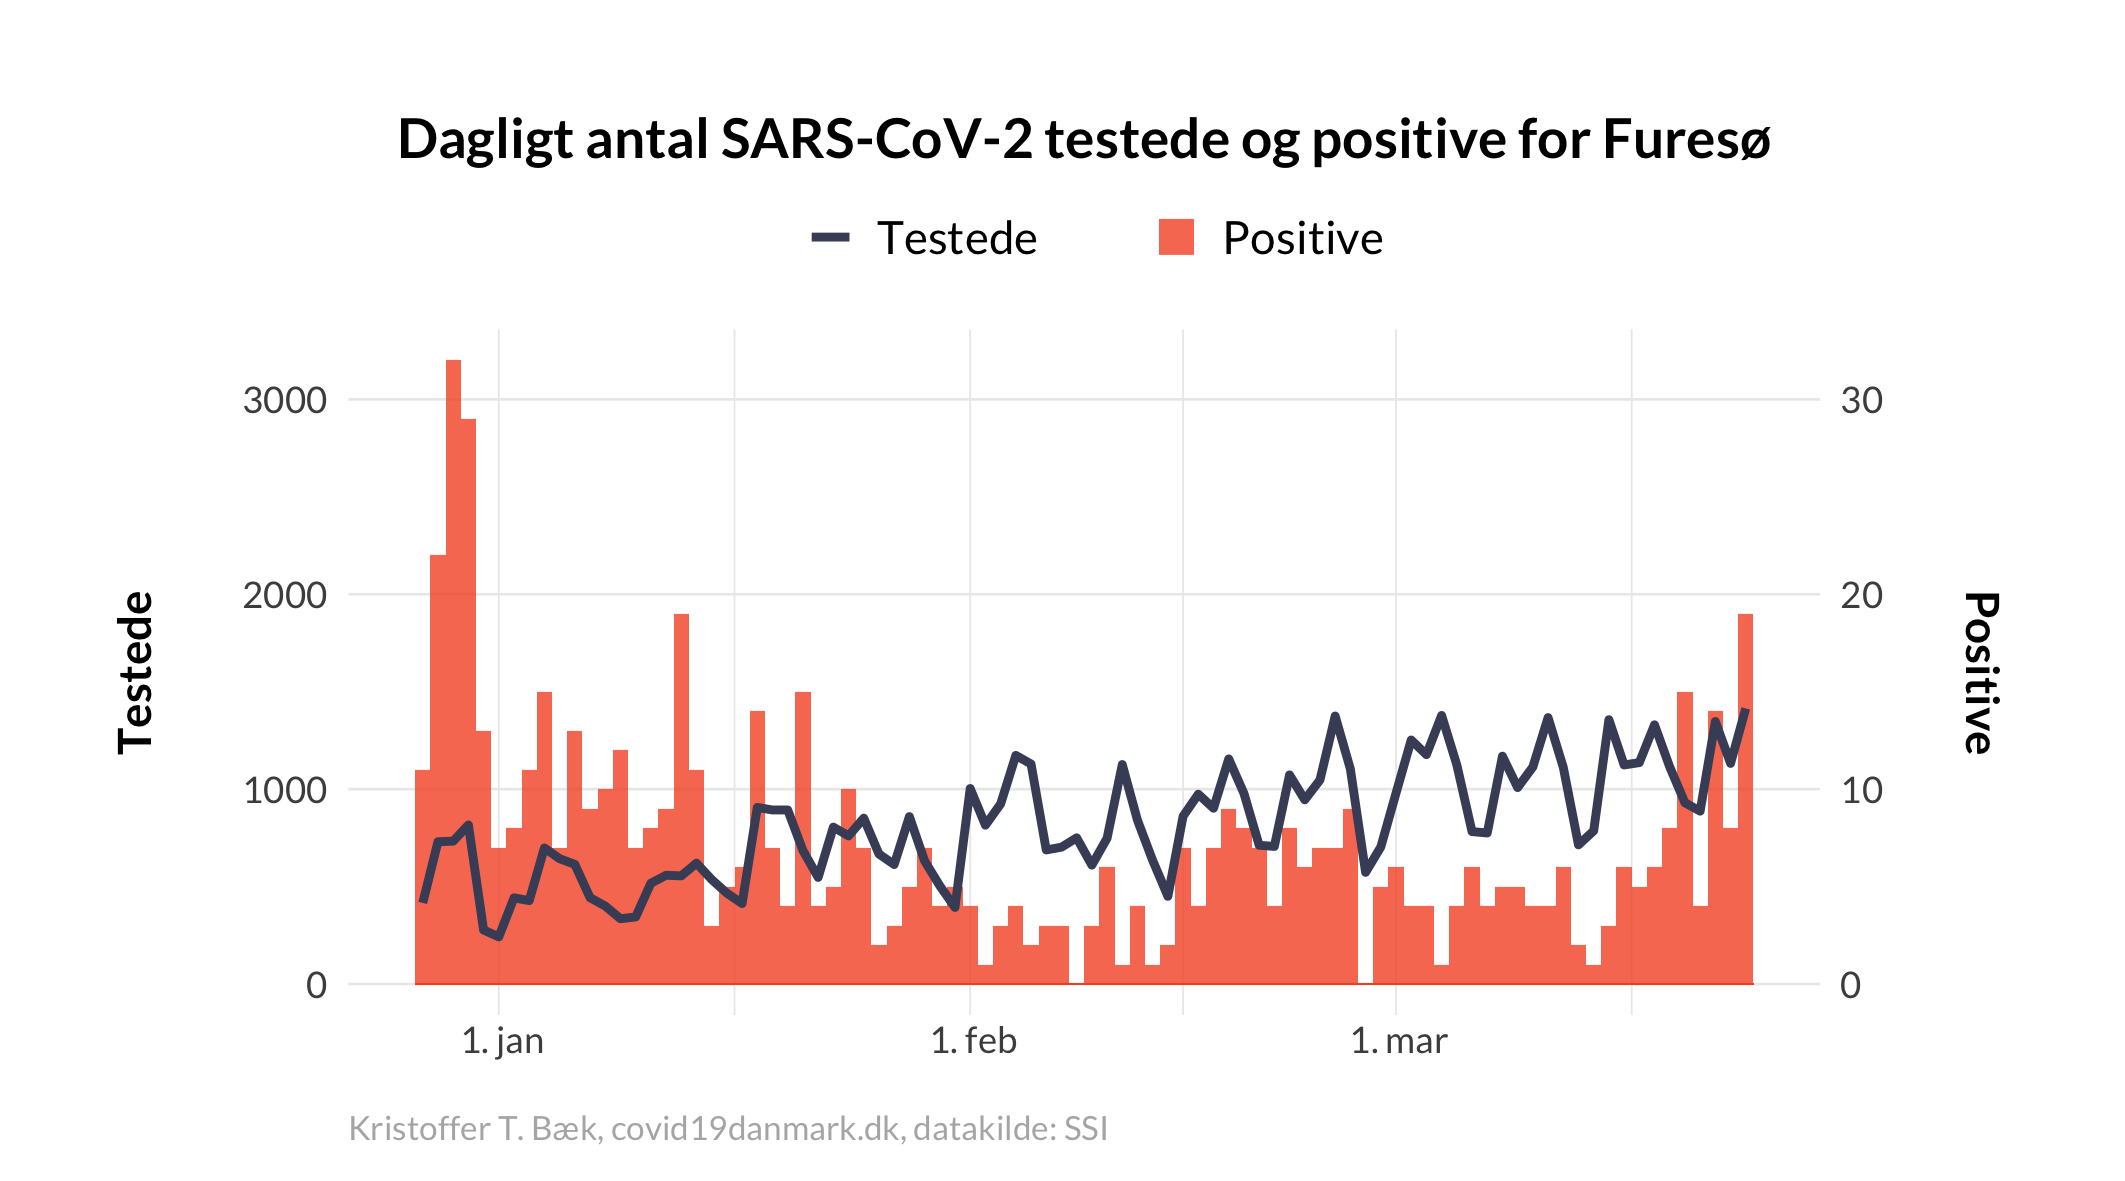 Dagligt antal SARS-CoV-2 testede og positive for Furesø
Testede
Positive
3000
2000
1000
0
Testede
30
20
10
0
Positive
1. jan
1. feb
1. mar
Kristoffer T. Bæk, covid19danmark.dk, datakilde: SSI